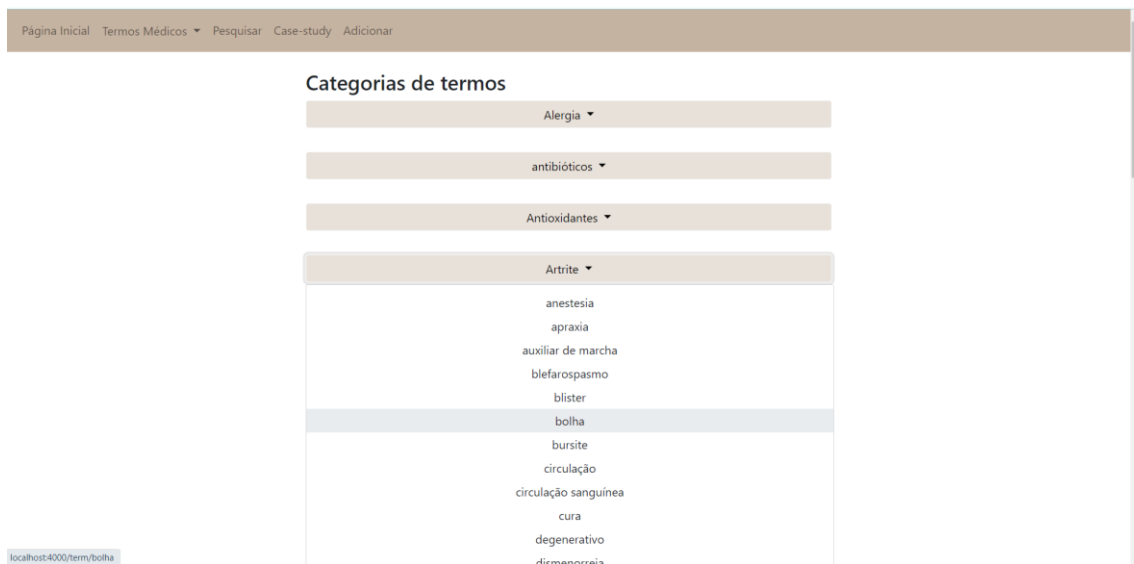 Página Inicial Termos Médicos Pesquisar Case-study Adicionar
Categorias de termos
Alergia
antibióticos
Antioxidantes
Artrite
anestesia
apraxia
auxiliar de marcha
blefarospasmo
blister
bolha
bursite
circulação
circulação sanguínea
cura
degenerativo
dismenorreia
localhost:4000/term/bolha